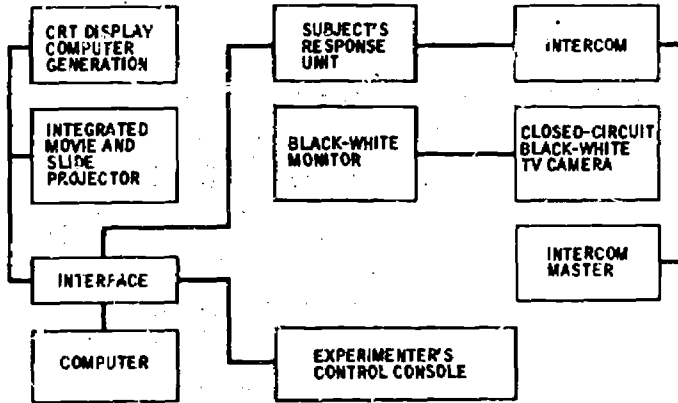 CRT DISPLAY
COMPUTER
GENERATION
SUBJECT'S
RESPONSE
UNIT
INTERCOM
INTEGRATED
MOVIE AND
SLIDE
PROJECTOR
BLACK-WHITE
MONITOR
CLOSED-CIRCUIT
BLACK-WHITE
TV CAMERA
INTERFACE
INTERCOM
MASTER
COMPUTER
EXPERIMENTER'S
CONTROL CONSOLE